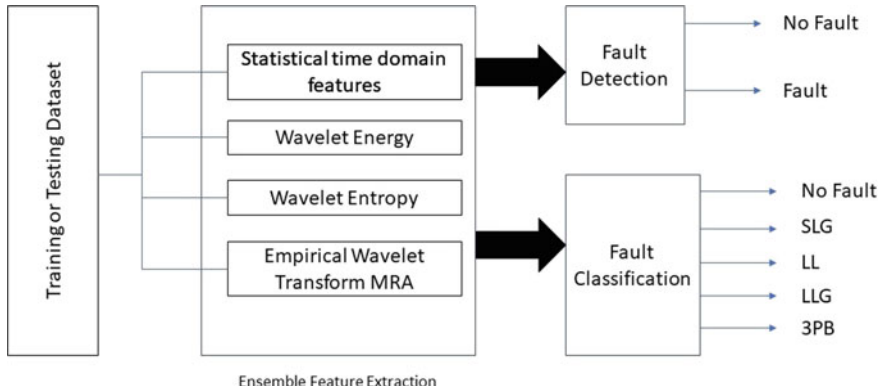 Training or Testing Dataset
Statistical time domain
features
Wavelet Energy
Wavelet Entropy
Empirical Wavelet
Transform MRA
Ensemble Feature Extraction
Fault
Detection
No Fault
Fault
Fault
Classification
No Fault
SLG
LL
LLG
3PB